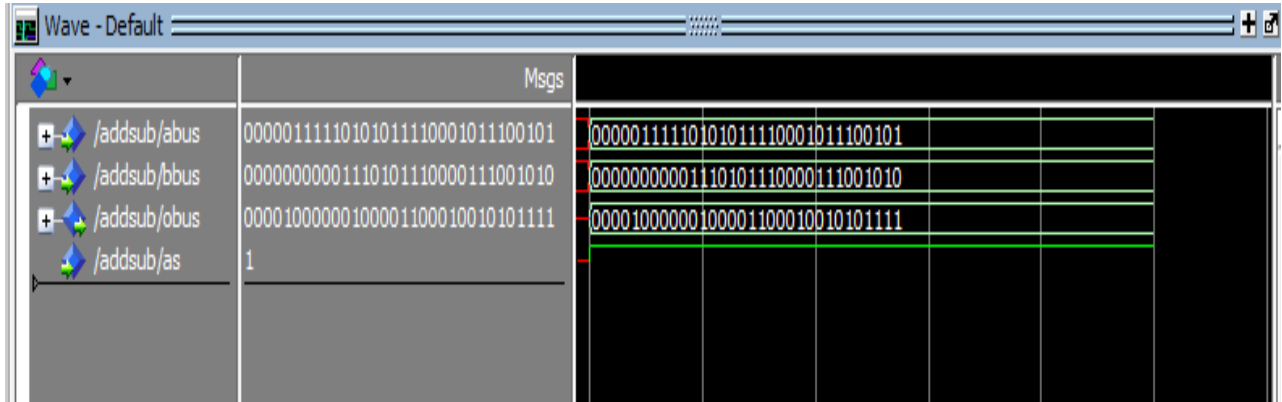 Wave - Default
Msgs
/addsub/abus 00000111110101011110001011100101 00000111110101011110001011100101
/addsub/bbus 00000000001110101110000111001010 00000000001110101110000111001010
/addsub/obus 00001000000100001100010010101111 00001000000100001100010010101111
/addsub/as 1